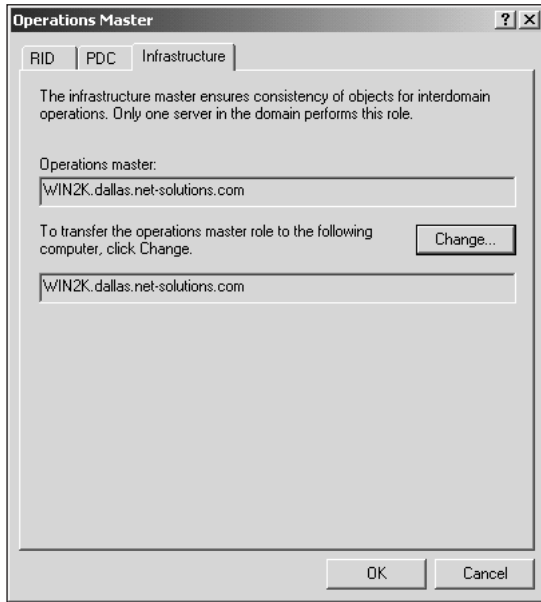 Operations Master
? X
RID PDC Infrastructure
The infrastructure master ensures consistency of objects for interdomain
operations. Only one server in the domain performs this role.
Operations master:
WIN2K.dallas.net-solutions.com
To transfer the operations master role to the following
computer, click Change.
Change...
WIN2K.dallas.net-solutions.com
OK Cancel